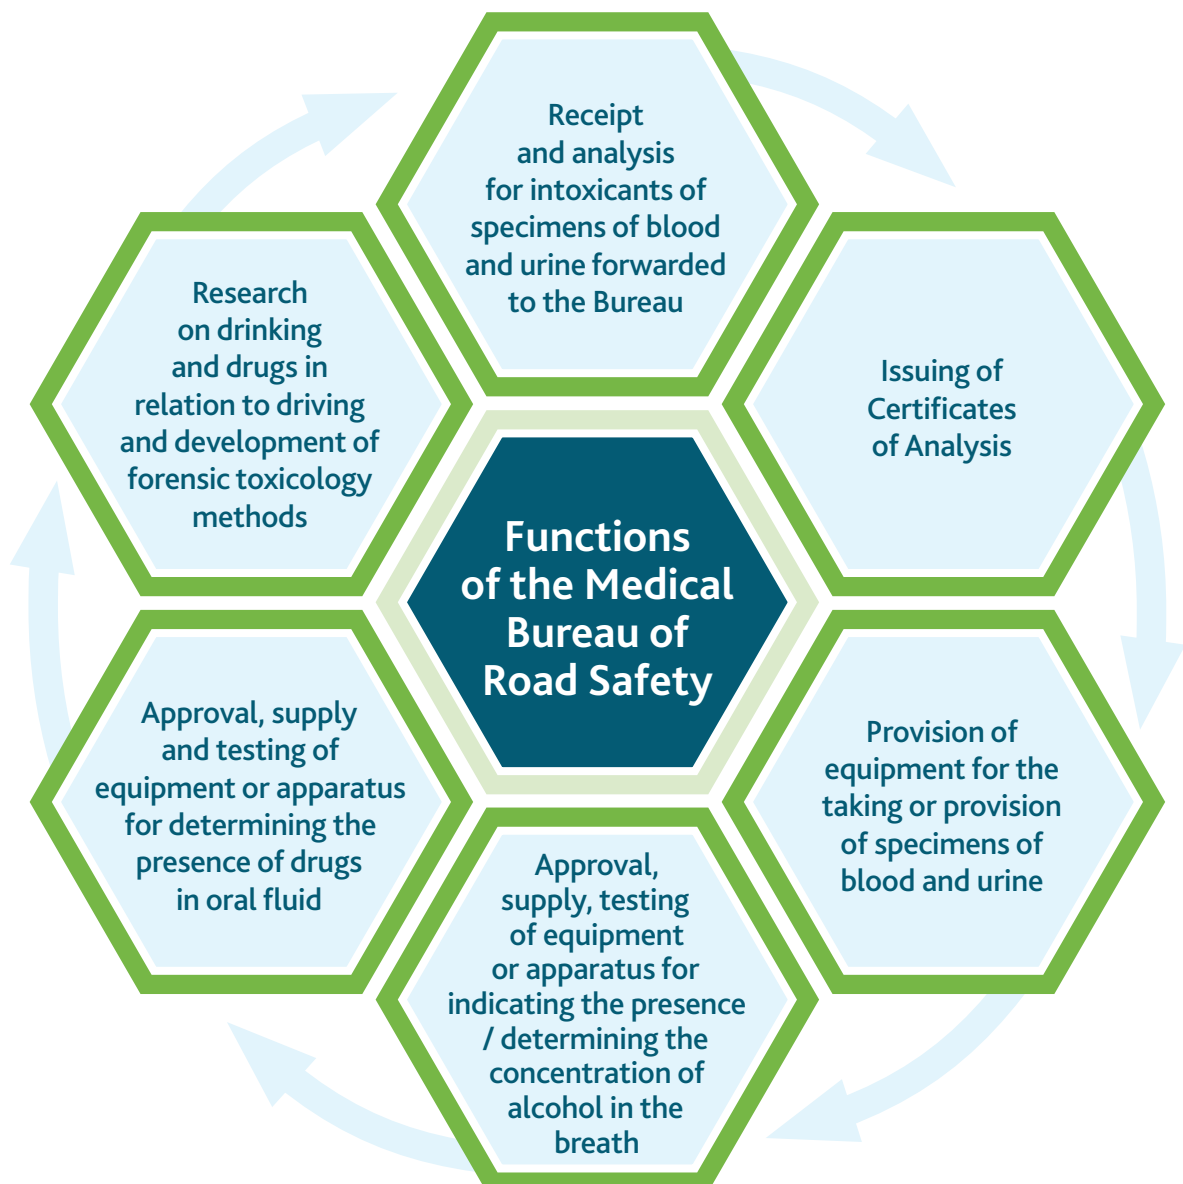 Receipt
and analysis
for intoxicants of
specimens of blood
and urine forwarded
to the Bureau
Issuing of
Certificates
of Analysis
Provision of
equipment for the
taking or provision
of specimens of
blood and urine
Approval,
supply, testing
of equipment
or apparatus for
indicating the presence
/ determining the
concentration of
alcohol in the
breath
Approval, supply
and testing of
equipment or apparatus
for determining the
presence of drugs
in oral fluid
Research
on drinking
and drugs in
relation to driving
and development of
forensic toxicology
methods
Functions
of the Medical
Bureau of
Road Safety